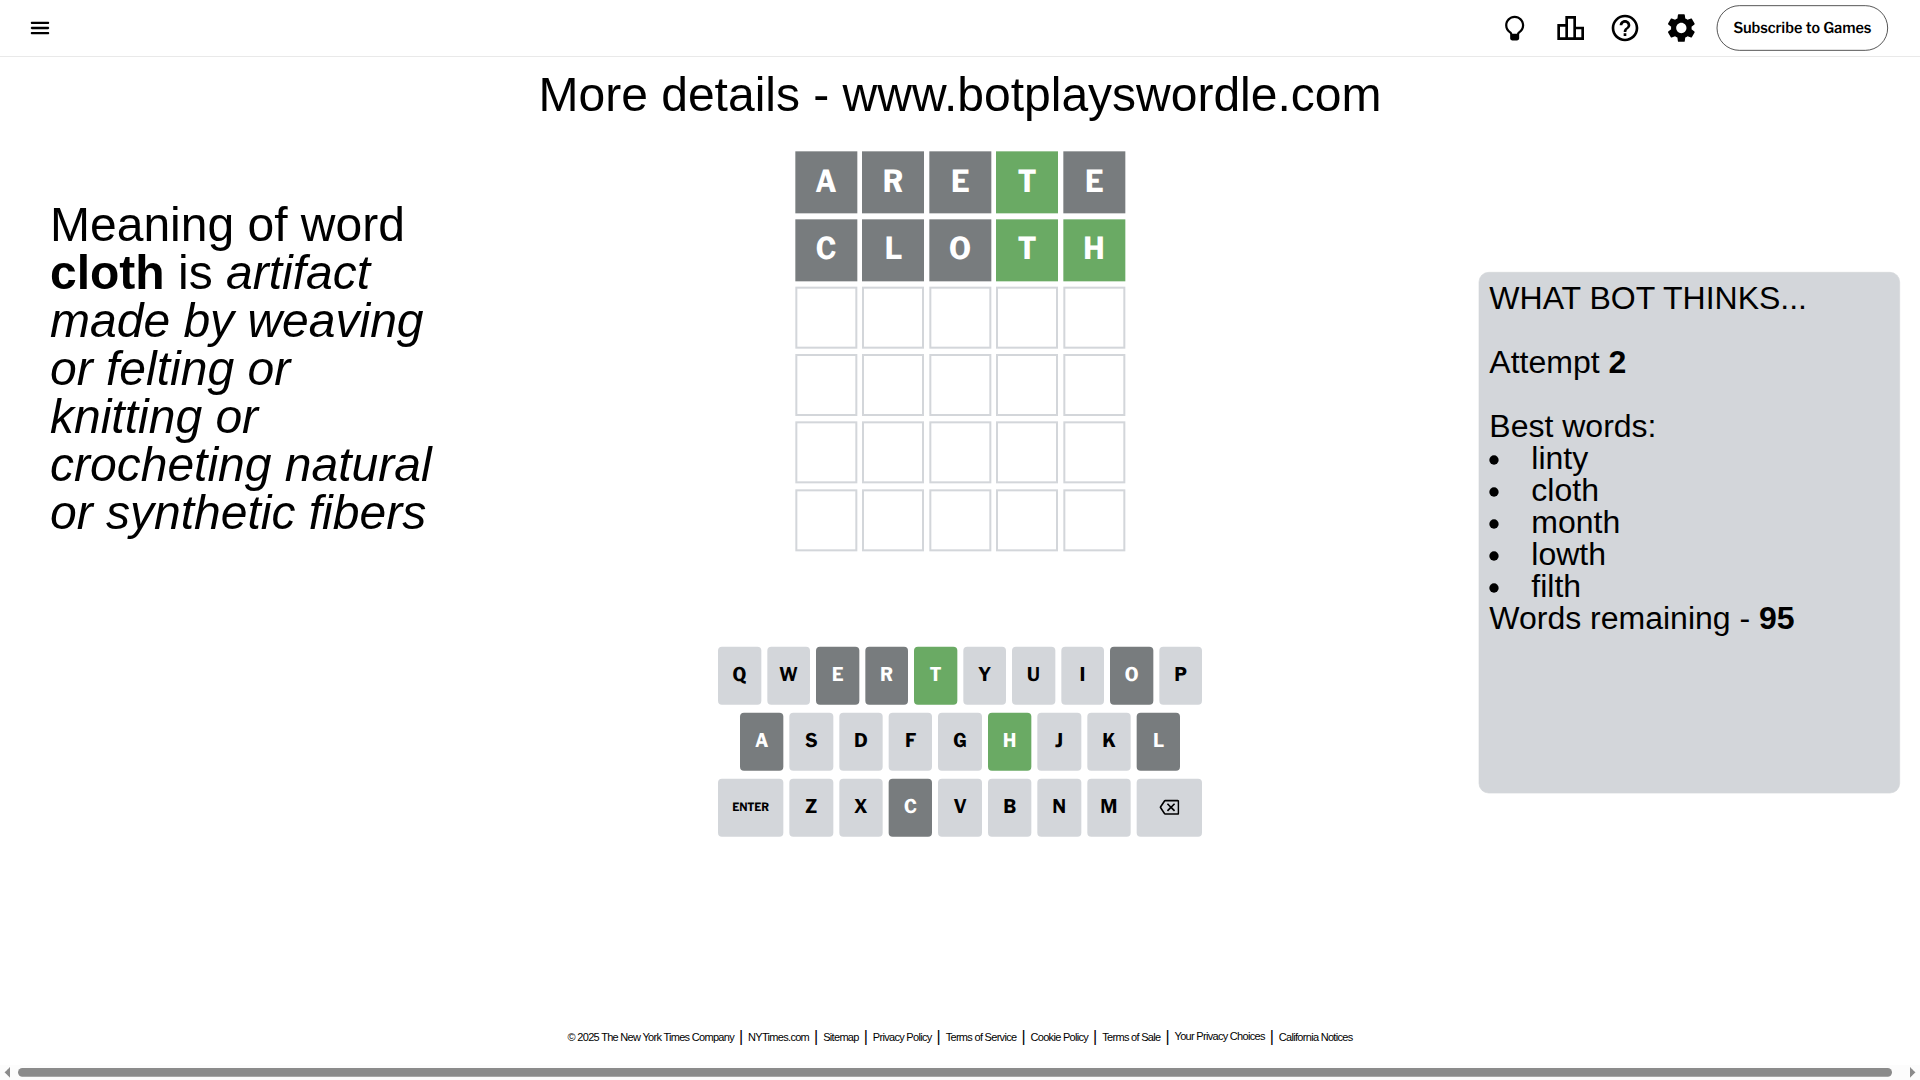 Subscribe to Games
More details - www.botplayswordle.com
Meaning of word
cloth is artifact
made by weaving
or felting or
knitting or
crocheting natural
or synthetic fibers
A R E T E
C L O T H
WHAT BOT THINKS...
Attempt 2
Best words:
• linty
• cloth
• month
• lowth
• filth
Words remaining - 95
Q W E R T Y U I O P
A S D F G H J K L
ENTER Z X C V B N M
© 2025 The New York Times Company | NYTimes.com | Sitemap | Privacy Policy | Terms of Service | Cookie Policy | Terms of Sale | Your Privacy Choices | California Notices